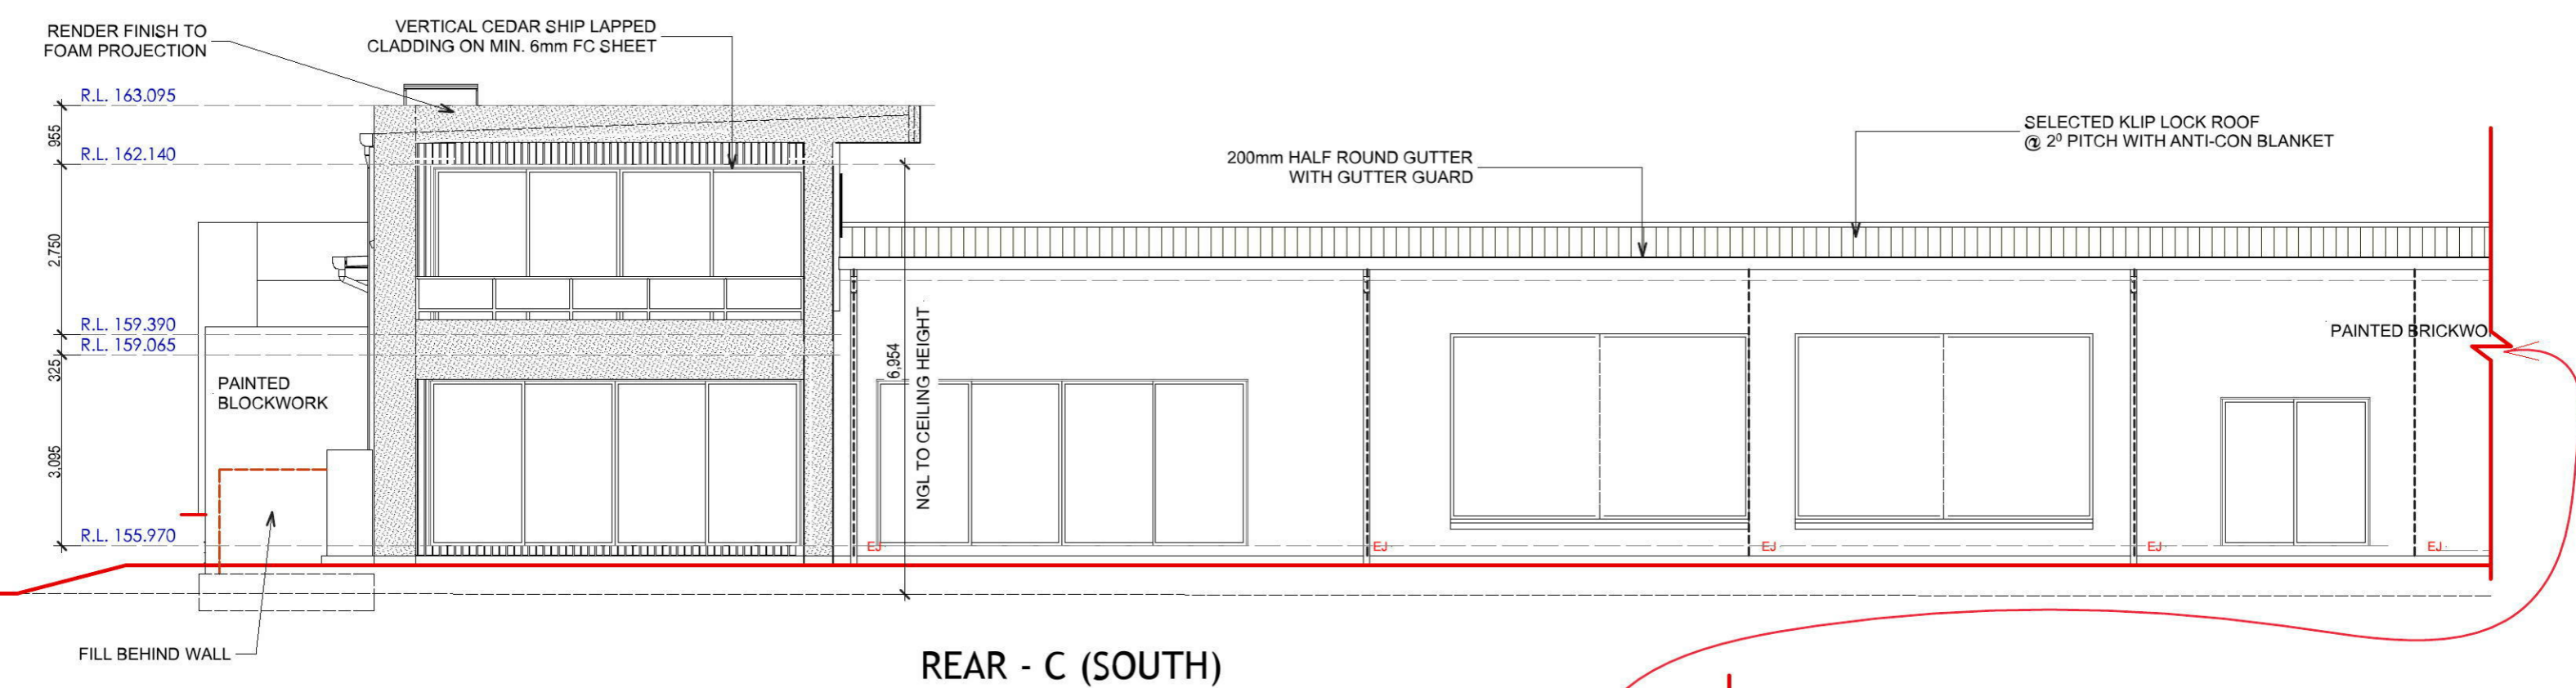 RENDER FINISH TO
FOAM PROJECTION
VERTICAL CEDAR SHIP LAPPED
CLADDING ON MIN. 6mm FC SHEET
R.L. 163.095
955
R.L. 162.140
2,750
R.L. 159.390
R.L. 159.065
325
3,095
R.L. 155.970
PAINTED
BLOCKWORK
FILL BEHIND WALL
6,954
NGL TO CEILING HEIGHT
200mm HALF ROUND GUTTER
WITH GUTTER GUARD
SELECTED KLIP LOCK ROOF
@ 2⁰ PITCH WITH ANTI-CON BLANKET
PAINTED BRICKWO
EJ
EJ
EJ
EJ
EJ
REAR - C (SOUTH)